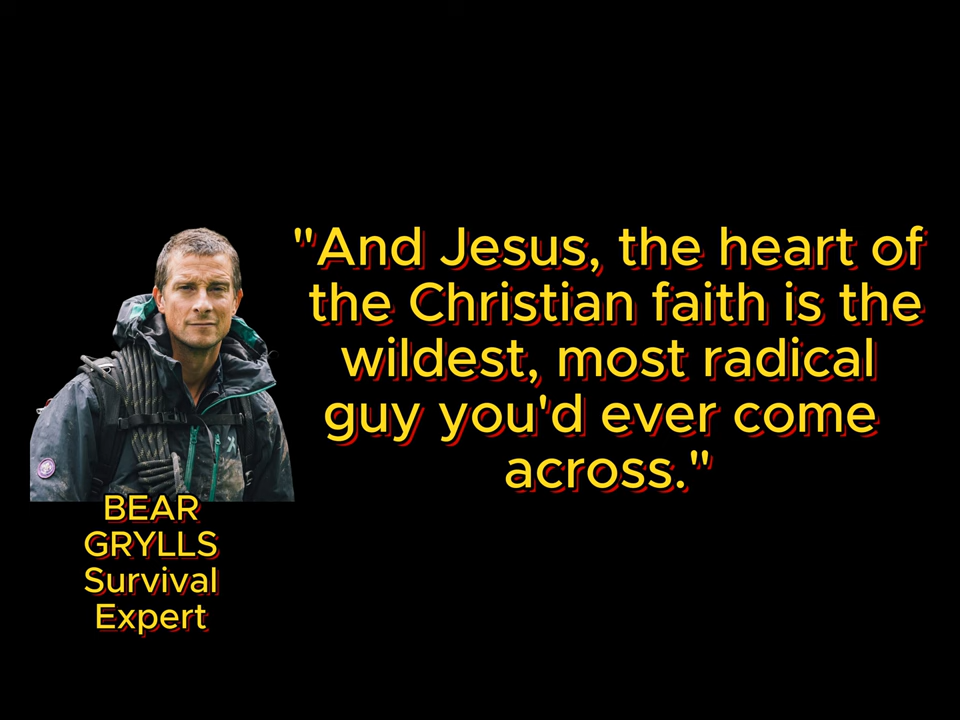 "And Jesus, the heart of
the Christian faith is the
wildest, most radical
guy you'd ever come
across."
BEAR
GRYLLS
Survival
Expert